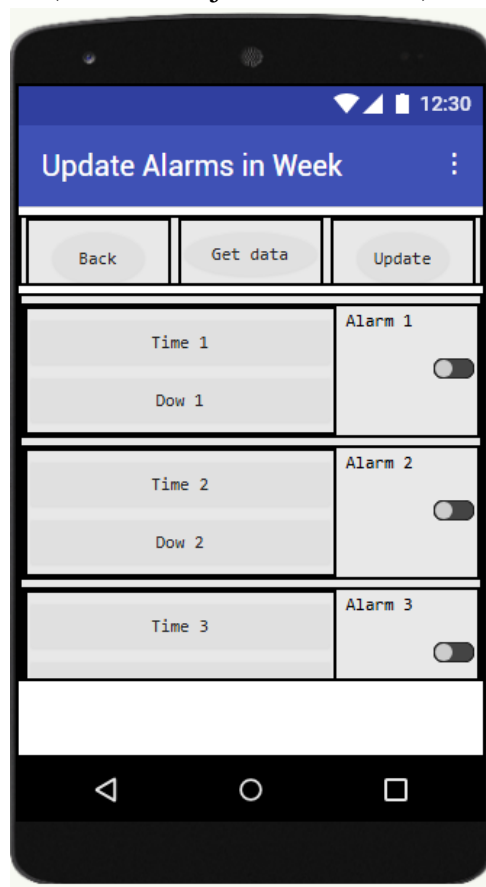 12:30
Update Alarms in Week
Back Get data Update
Alarm 1
Time 1
Dow 1
Alarm 2
Time 2
Dow 2
Alarm 3
Time 3